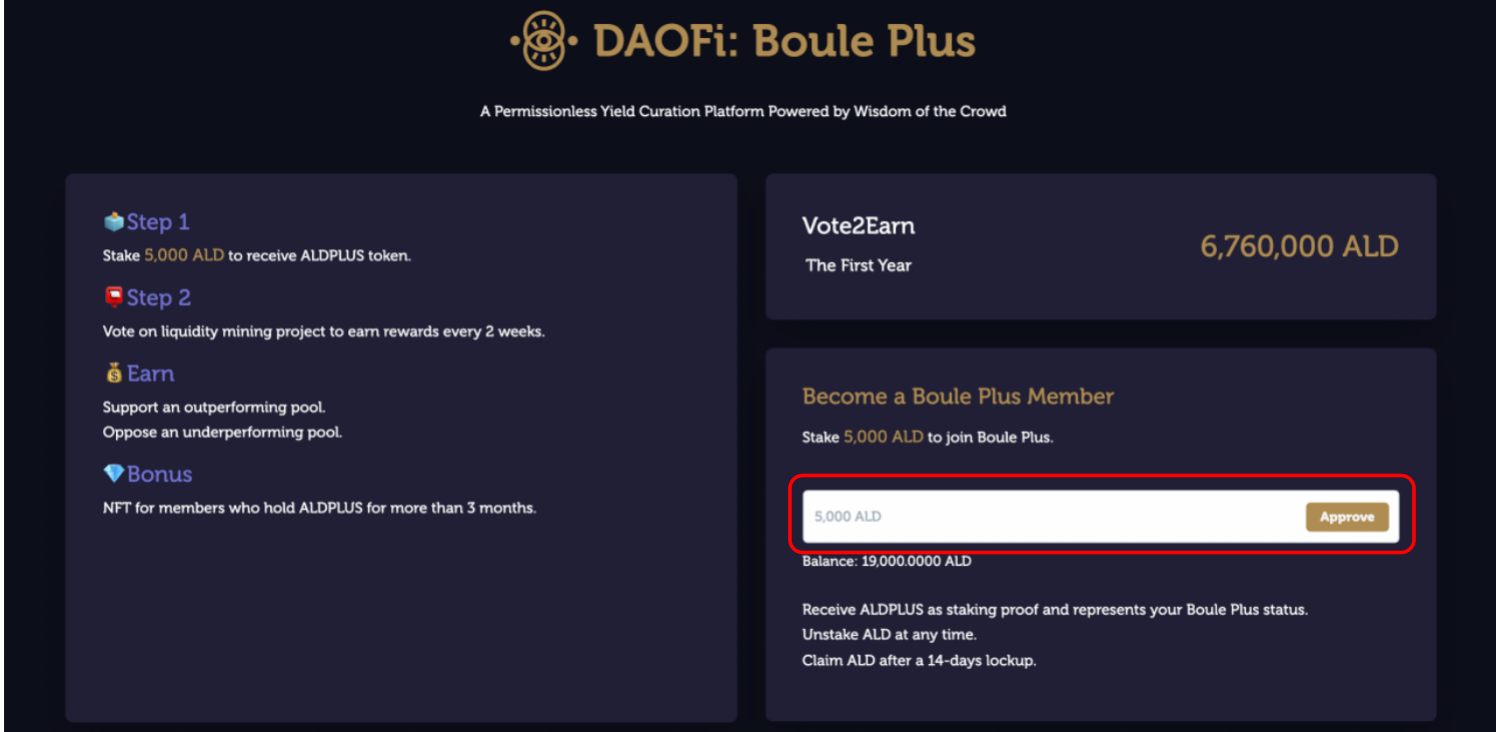 DAOFi: Boule Plus
A Permissionless Yield Curation Platform Powered by Wisdom of the Crowd
Step 1
Stake 5,000 ALD to receive ALDPLUS token.
Step 2
Vote on liquidity mining project to earn rewards every 2 weeks.
Earn
Support an outperforming pool.
Oppose an underperforming pool.
Bonus
NFT for members who hold ALDPLUS for more than 3 months.
Vote2Earn
The First Year
6,760,000 ALD
Become a Boule Plus Member
Stake 5,000 ALD to join Boule Plus.
5,000 ALD
Approve
Balance: 19,000.0000 ALD
Receive ALDPLUS as staking proof and represents your Boule Plus status.
Unstake ALD at any time.
Claim ALD after a 14-days lockup.